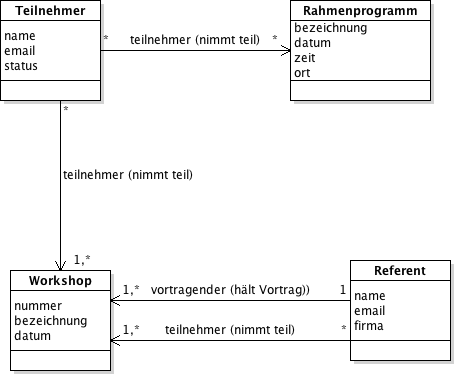 Teilnehmer
name
email
status
Rahmenprogramm
bezeichnung
datum
zeit
ort
* teilnehmer (nimmt teil) *
*
teilnehmer (nimmt teil)
1,*
Workshop
nummer
bezeichnung
datum
Referent
name
email
firma
1,* vortragender (hält Vortrag)) 1
1,* teilnehmer (nimmt teil) *